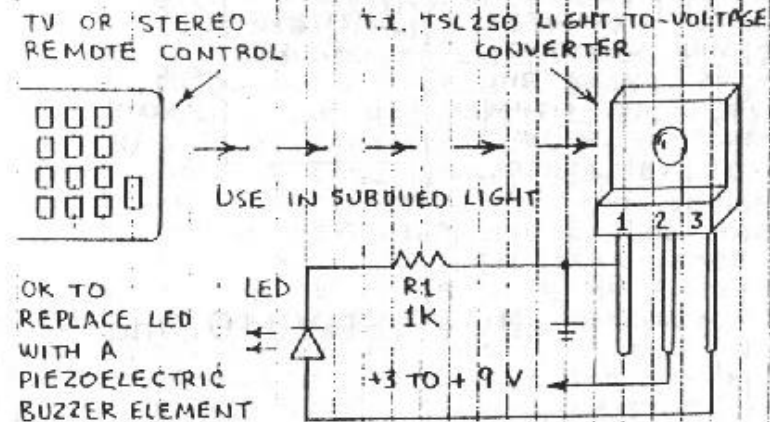 TV OR STEREO
REMOTE CONTROL
T.I. TSL250 LIGHT-TO-VOLTAGE
CONVERTER
USE IN SUBDUED LIGHT
1 2 3
R1
1K
LED
OK TO
REPLACE LED
WITH A
PIEZOELECTRIC
BUZZER ELEMENT
+3 TO + 9 V